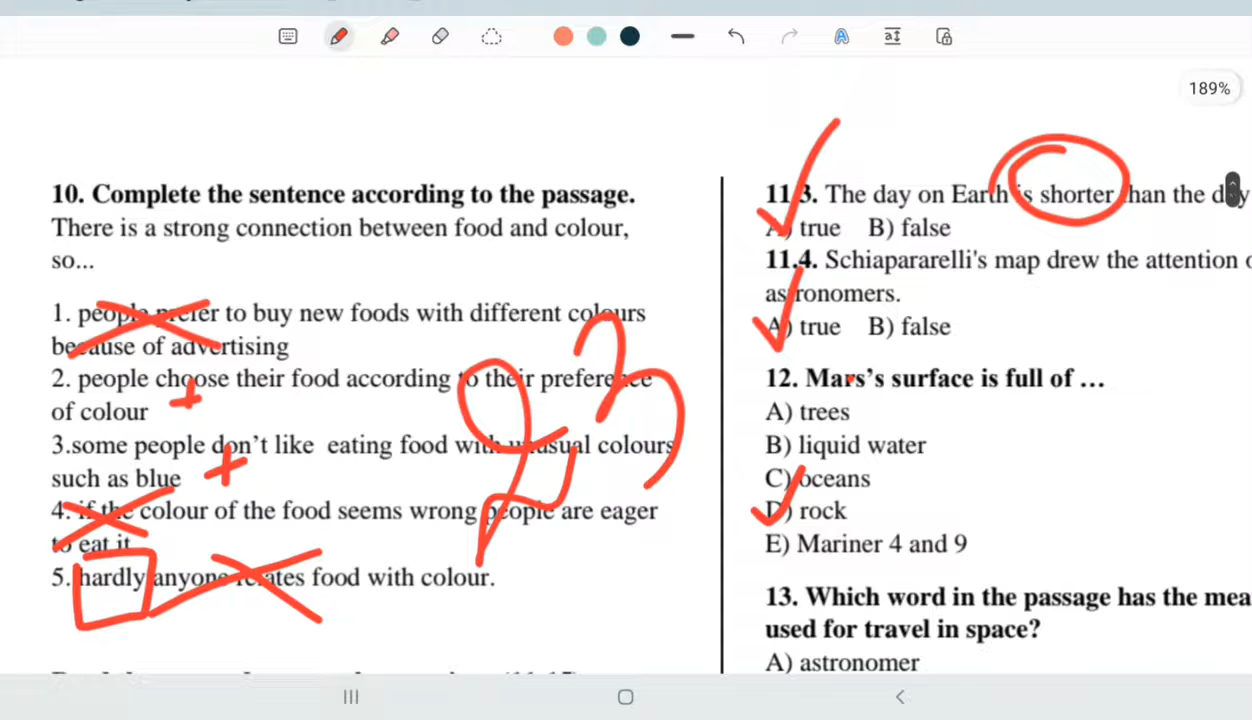 189%
10. Complete the sentence according to the passage.
There is a strong connection between food and colour,
so...
1. people prefer to buy new foods with different colours
because of advertising
2. people choose their food according to their preference
of colour
3.some people don't like eating food with unusual colours
such as blue
4. if the colour of the food seems wrong people are eager
to eat it
5. hardly anyone relates food with colour.
23
11.3. The day on Earth is shorter than the day
A) true B) false
11.4. Schiapararelli's map drew the attention
astronomers.
A) true B) false
12. Mars's surface is full of …
A) trees
B) liquid water
C) oceans
D) rock
E) Mariner 4 and 9
13. Which word in the passage has the mea
used for travel in space?
A) astronomer